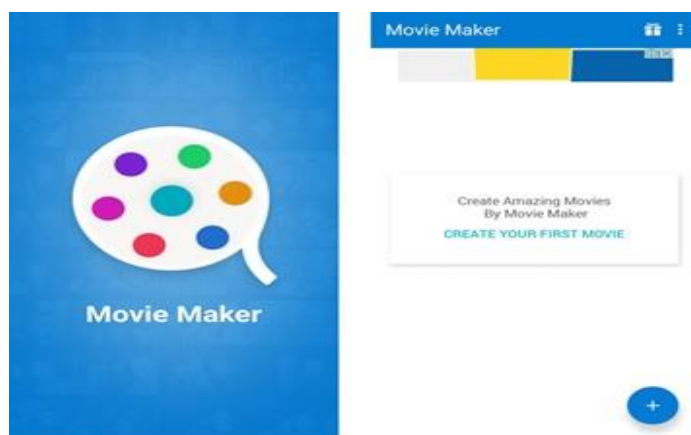 Movie Maker
Movie Maker
Create Amazing Movies
By Movie Maker
CREATE YOUR FIRST MOVIE
+